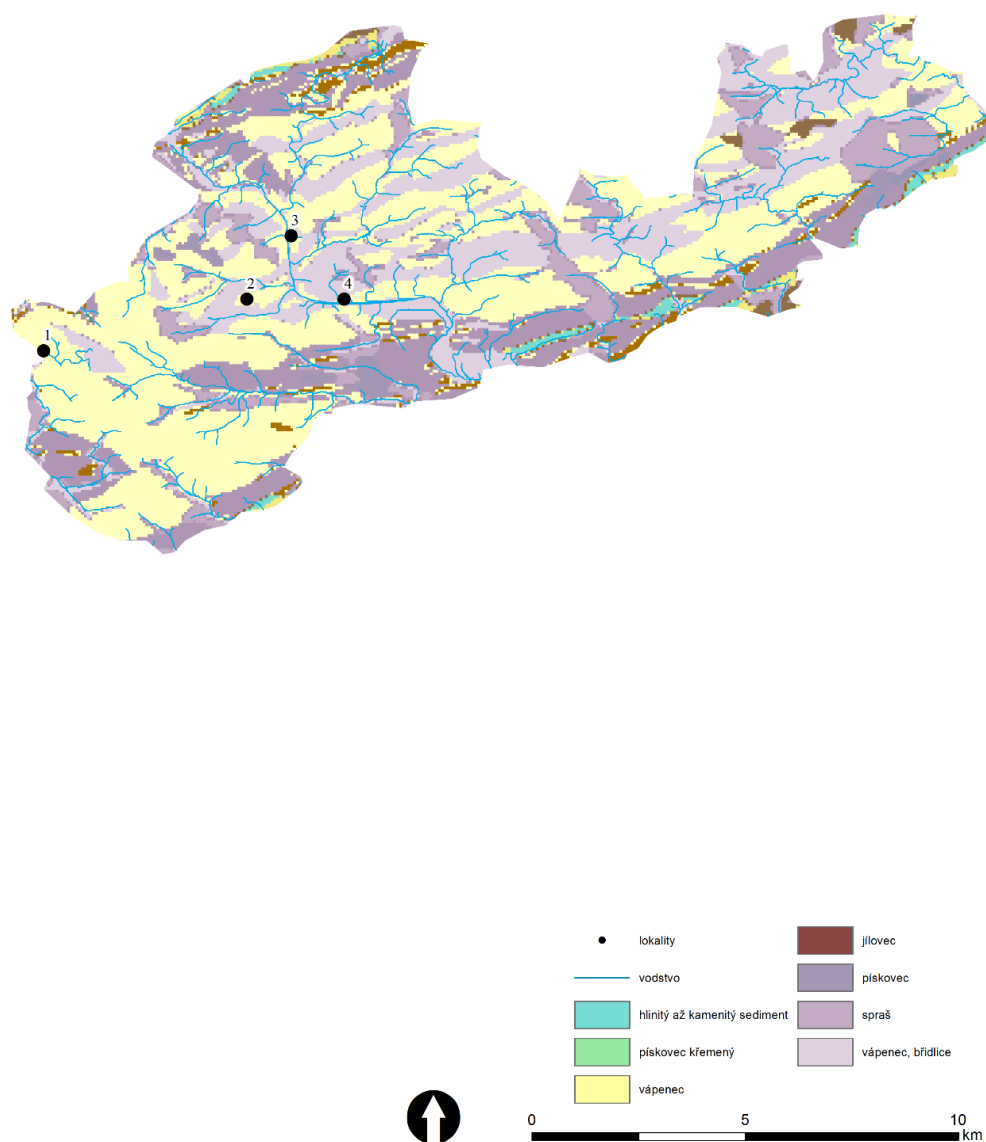 3
2
4
1
lokality
vodstvo
hlinitý až kamenitý sediment
pískovec křemený
vápenec
jílovec
pískovec
spraš
vápenec, břidlice
0 5 10
km